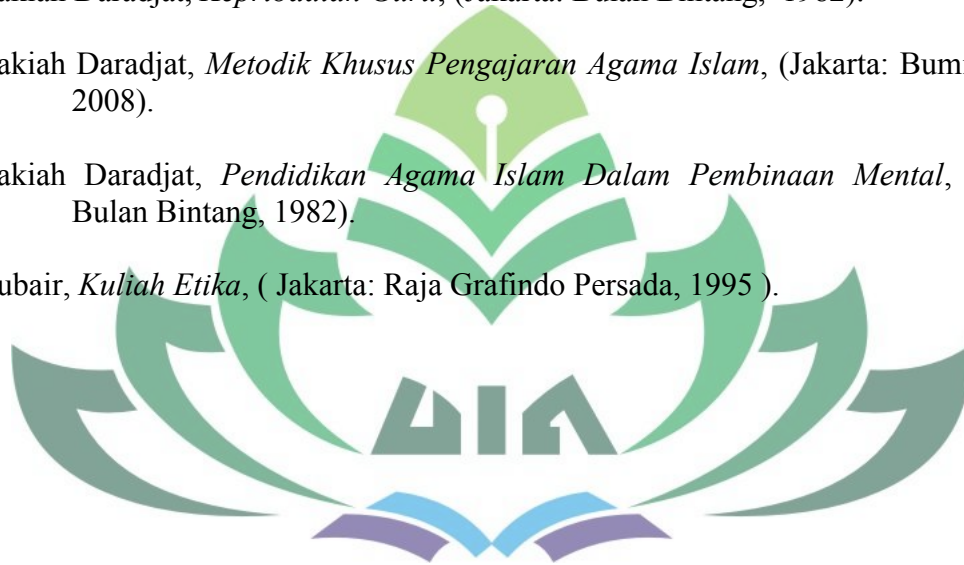 akiah Daradjat, Kepribadian Guru, (Jakarta: Bulan Bintang, 1982).
akiah Daradjat, Metodik Khusus Pengajaran Agama Islam, (Jakarta: Bumi
2008).
akiah Daradjat, Pendidikan Agama Islam Dalam Pembinaan Mental,
Bulan Bintang, 1982).
ubair, Kuliah Etika, ( Jakarta: Raja Grafindo Persada, 1995 ).
UIN